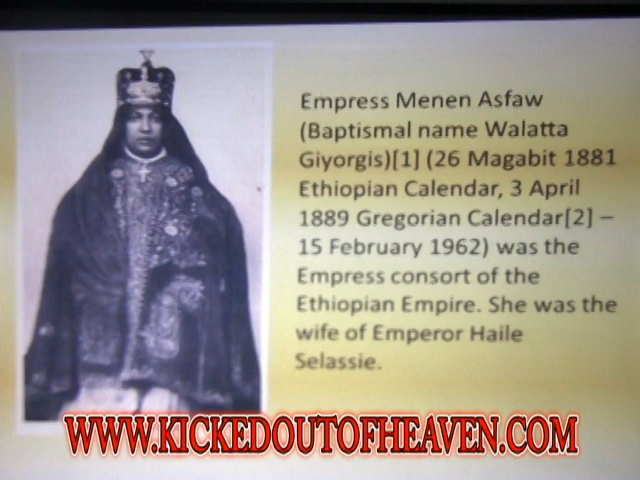 Empress Menen Asfaw
(Baptismal name Walatta
Giyorgis)[1] (26 Magabit 1881
Ethiopian Calendar, 3 April
1889 Gregorian Calendar[2] –
15 February 1962) was the
Empress consort of the
Ethiopian Empire. She was the
wife of Emperor Haile
Selassie.
WWW.KICKEDOUTOFHEAVEN.COM